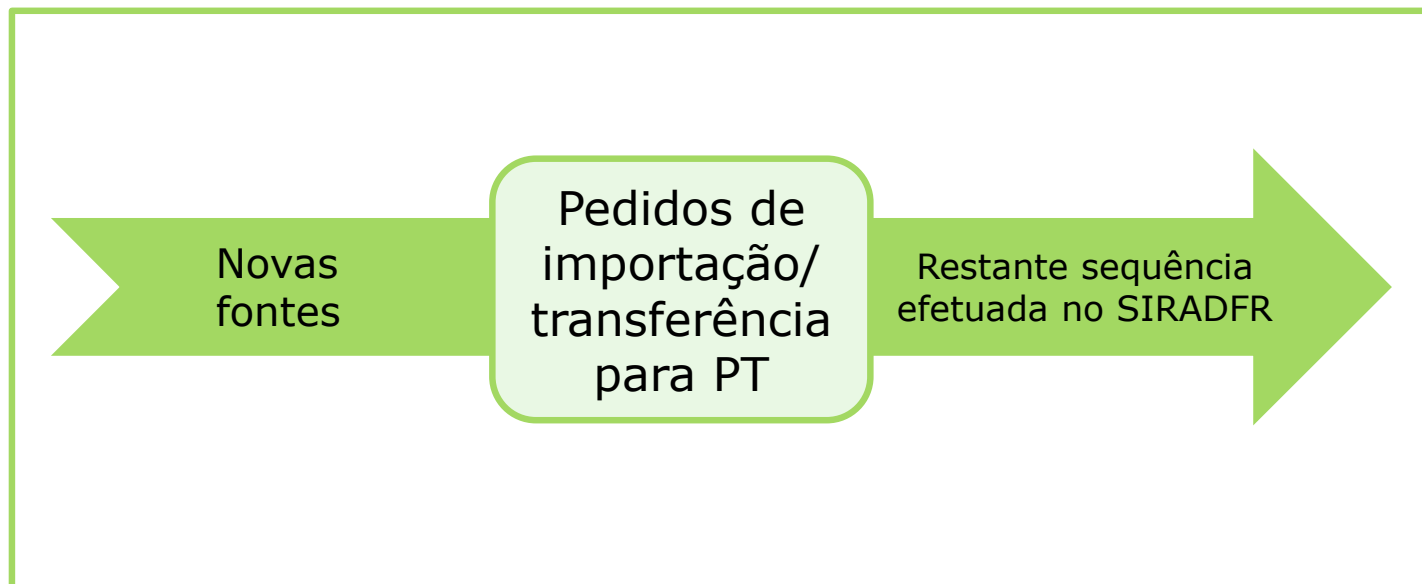 Novas
fontes
Pedidos de
importação/
transferência
para PT
Restante sequência
efetuada no SIRADFR